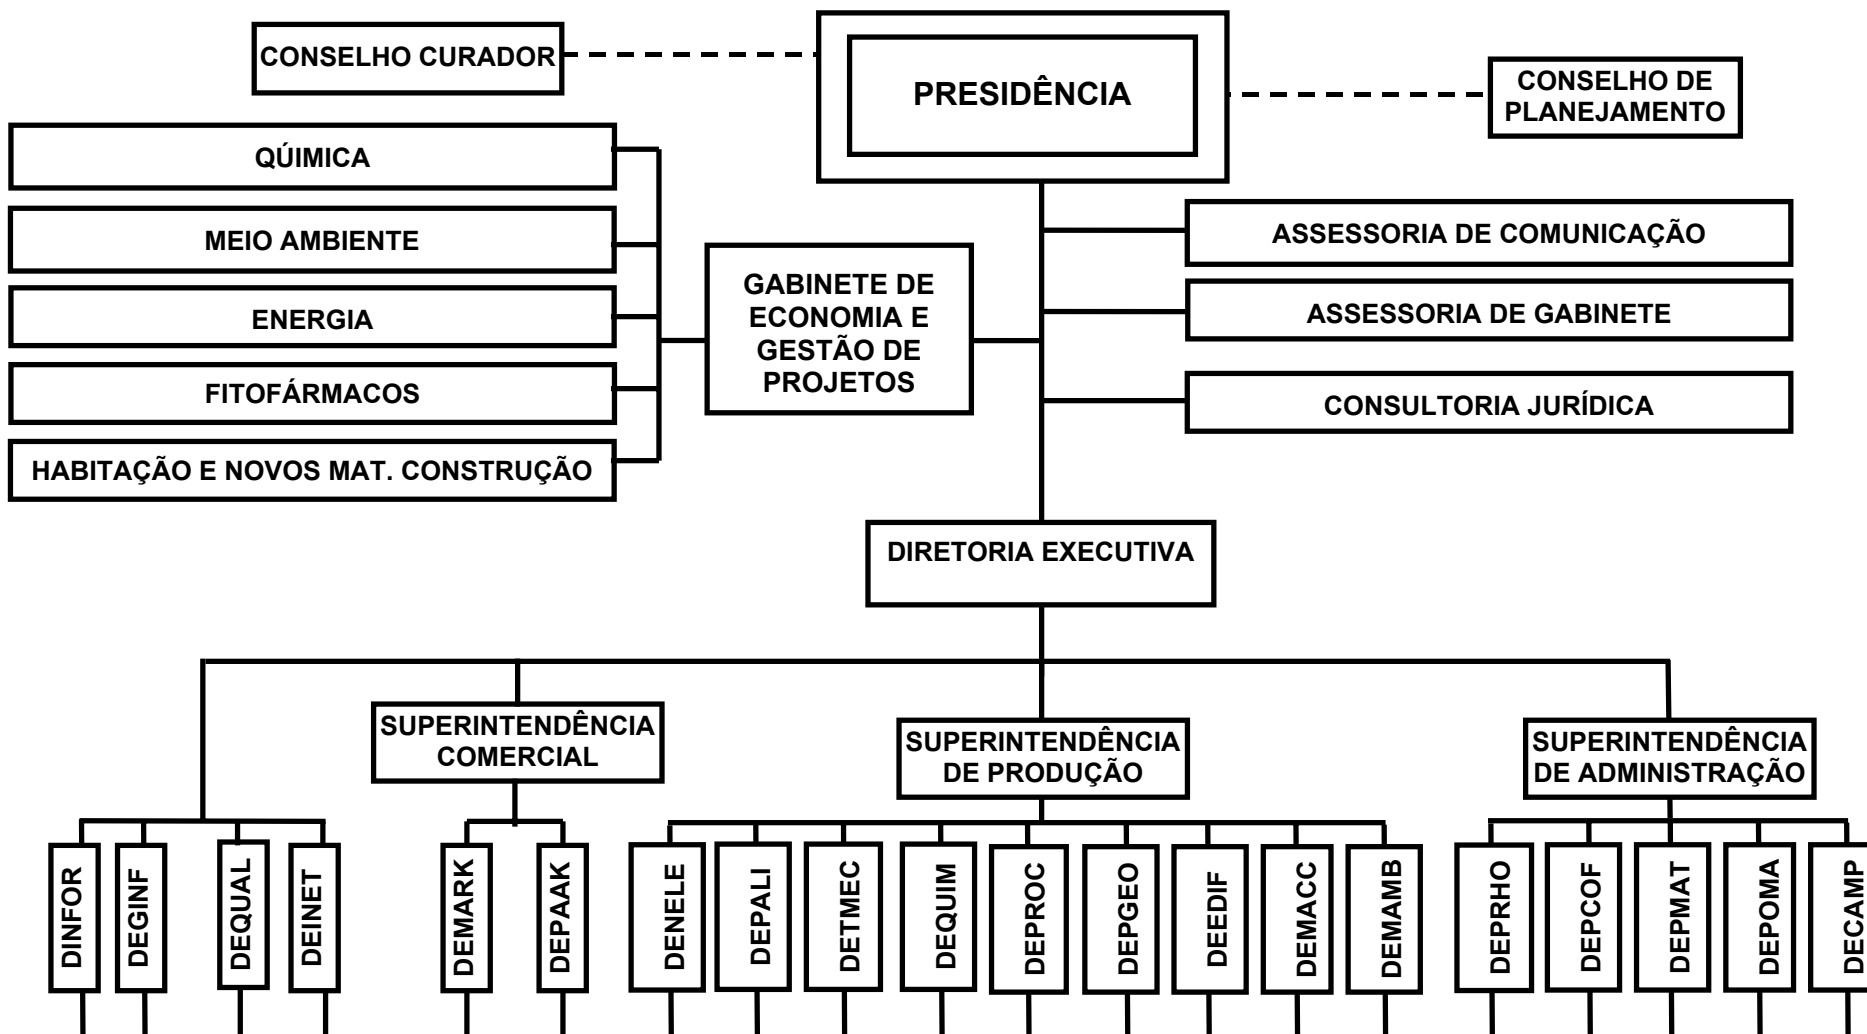 CONSELHO CURADOR
PRESIDÊNCIA
CONSELHO DE
PLANEJAMENTO
QÚIMICA
MEIO AMBIENTE
ENERGIA
FITOFÁRMACOS
HABITAÇÃO E NOVOS MAT. CONSTRUÇÃO
GABINETE DE
ECONOMIA E
GESTÃO DE
PROJETOS
ASSESSORIA DE COMUNICAÇÃO
ASSESSORIA DE GABINETE
CONSULTORIA JURÍDICA
DIRETORIA EXECUTIVA
SUPERINTENDÊNCIA
COMERCIAL
SUPERINTENDÊNCIA
DE PRODUÇÃO
SUPERINTENDÊNCIA
DE ADMINISTRAÇÃO
DINFOR
DEGINF
DEQUAL
DEINET
DEMARK
DEPAAK
DENELE
DEPALI
DETMEC
DEQUIM
DEPROC
DEPGEO
DEEDIF
DEMACC
DEMAMB
DEPRHO
DEPCOF
DEPMAT
DEPOMA
DECAMP